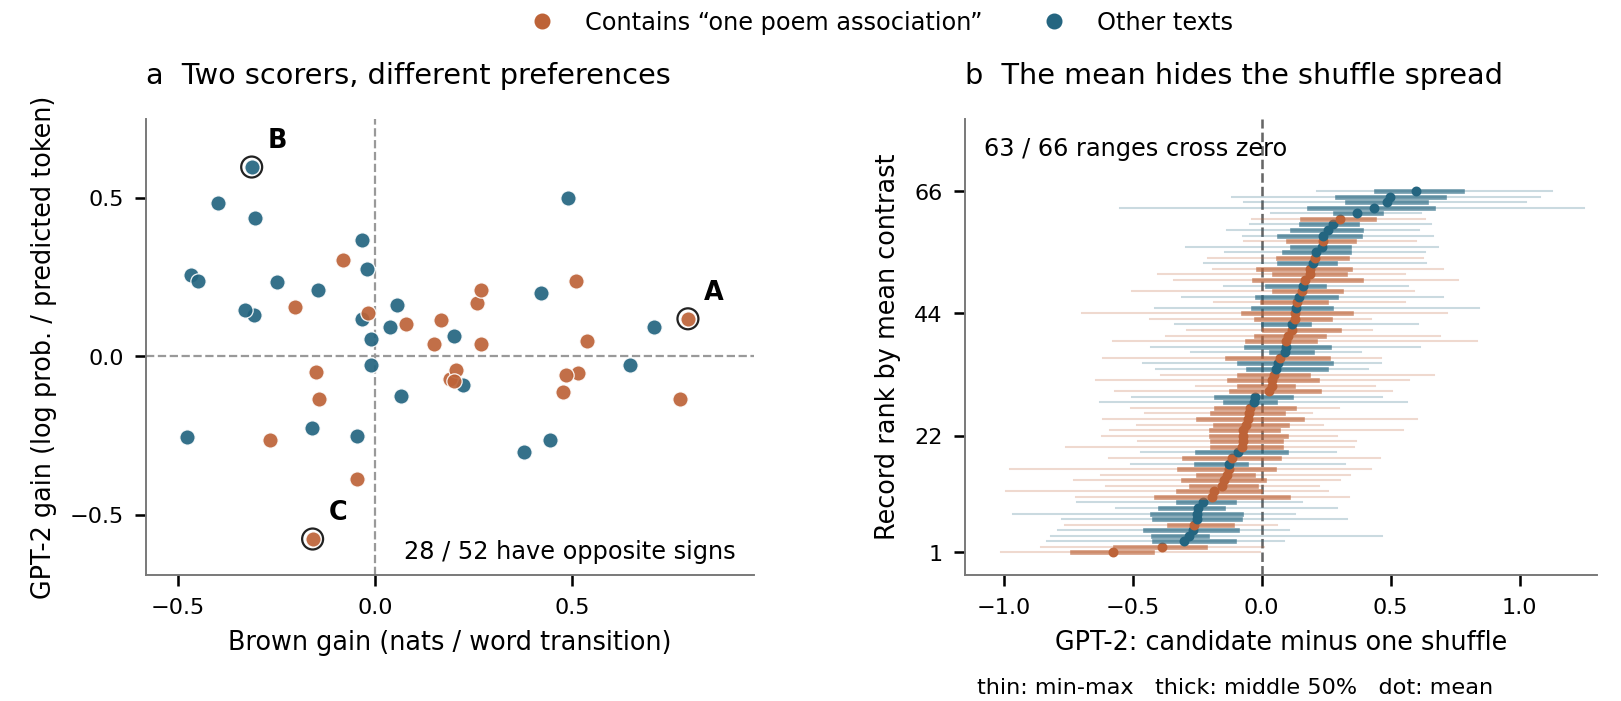 Contains “one poem association”
Other texts
a  Two scorers, different preferences
GPT-2 gain (log prob. / predicted token)
0.5
0.0
−0.5
B
A
C
28 / 52 have opposite signs
−0.5
0.0
0.5
Brown gain (nats / word transition)
b  The mean hides the shuffle spread
Record rank by mean contrast
63 / 66 ranges cross zero
66
44
22
1
−1.0
−0.5
0.0
0.5
1.0
GPT-2: candidate minus one shuffle
thin: min-max   thick: middle 50%   dot: mean